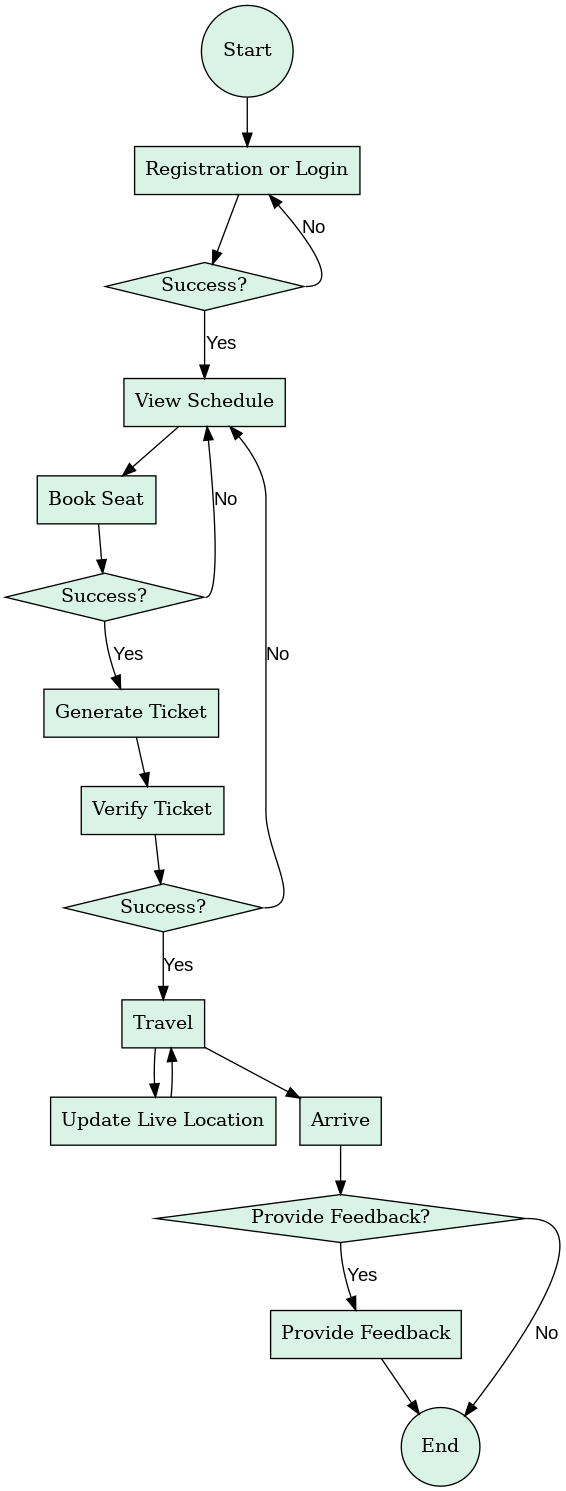 Start
Registration or Login
No
Success?
Yes
View Schedule
Book Seat
No
Success?
No
Yes
Generate Ticket
Verify Ticket
Success?
Yes
Travel
Update Live Location
Arrive
Provide Feedback?
Yes
Provide Feedback
No
End